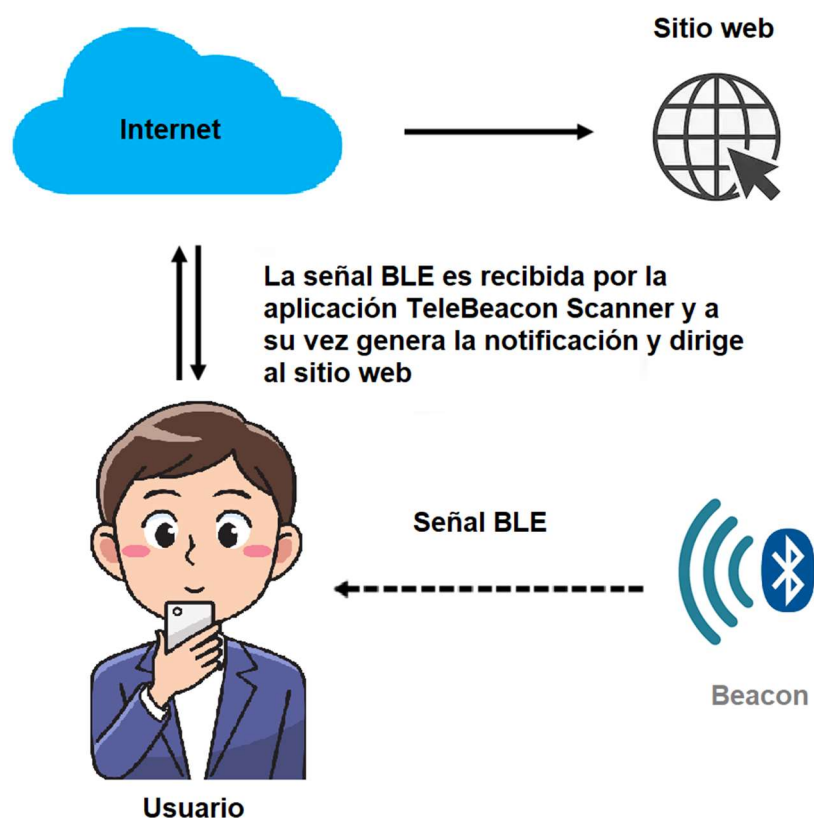 Sitio web
Internet
La señal BLE es recibida por la
aplicación TeleBeacon Scanner y a
su vez genera la notificación y dirige
al sitio web
Señal BLE
Beacon
Usuario